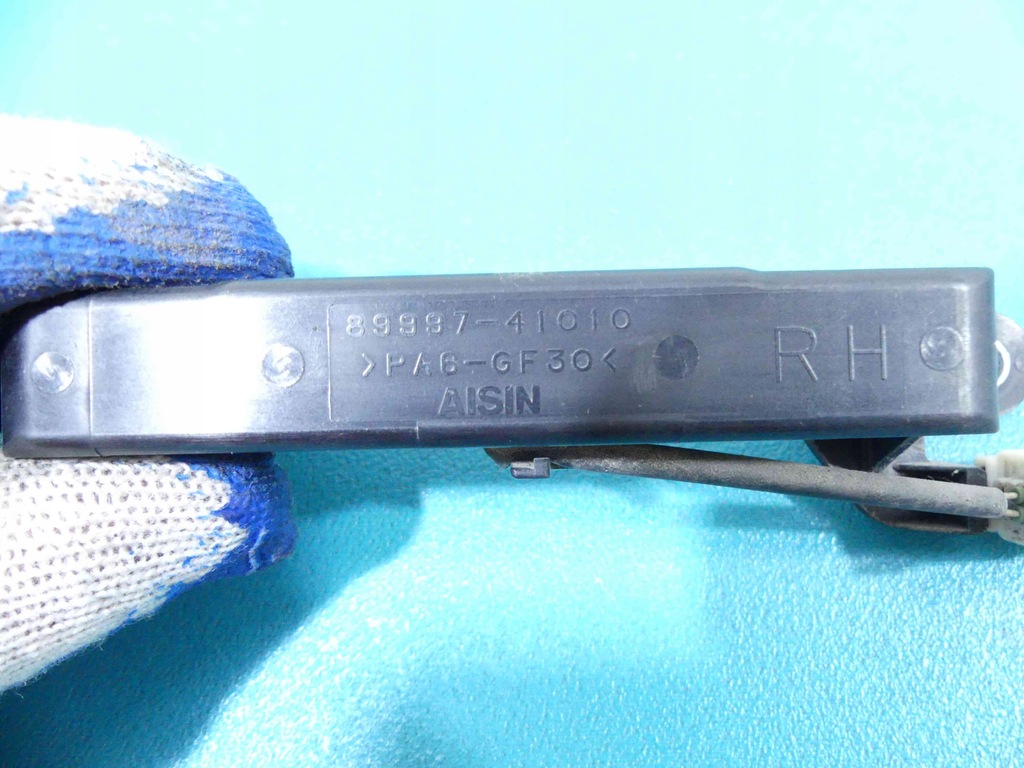 89997-41010
>PA6-GF30<
AISIN
RH